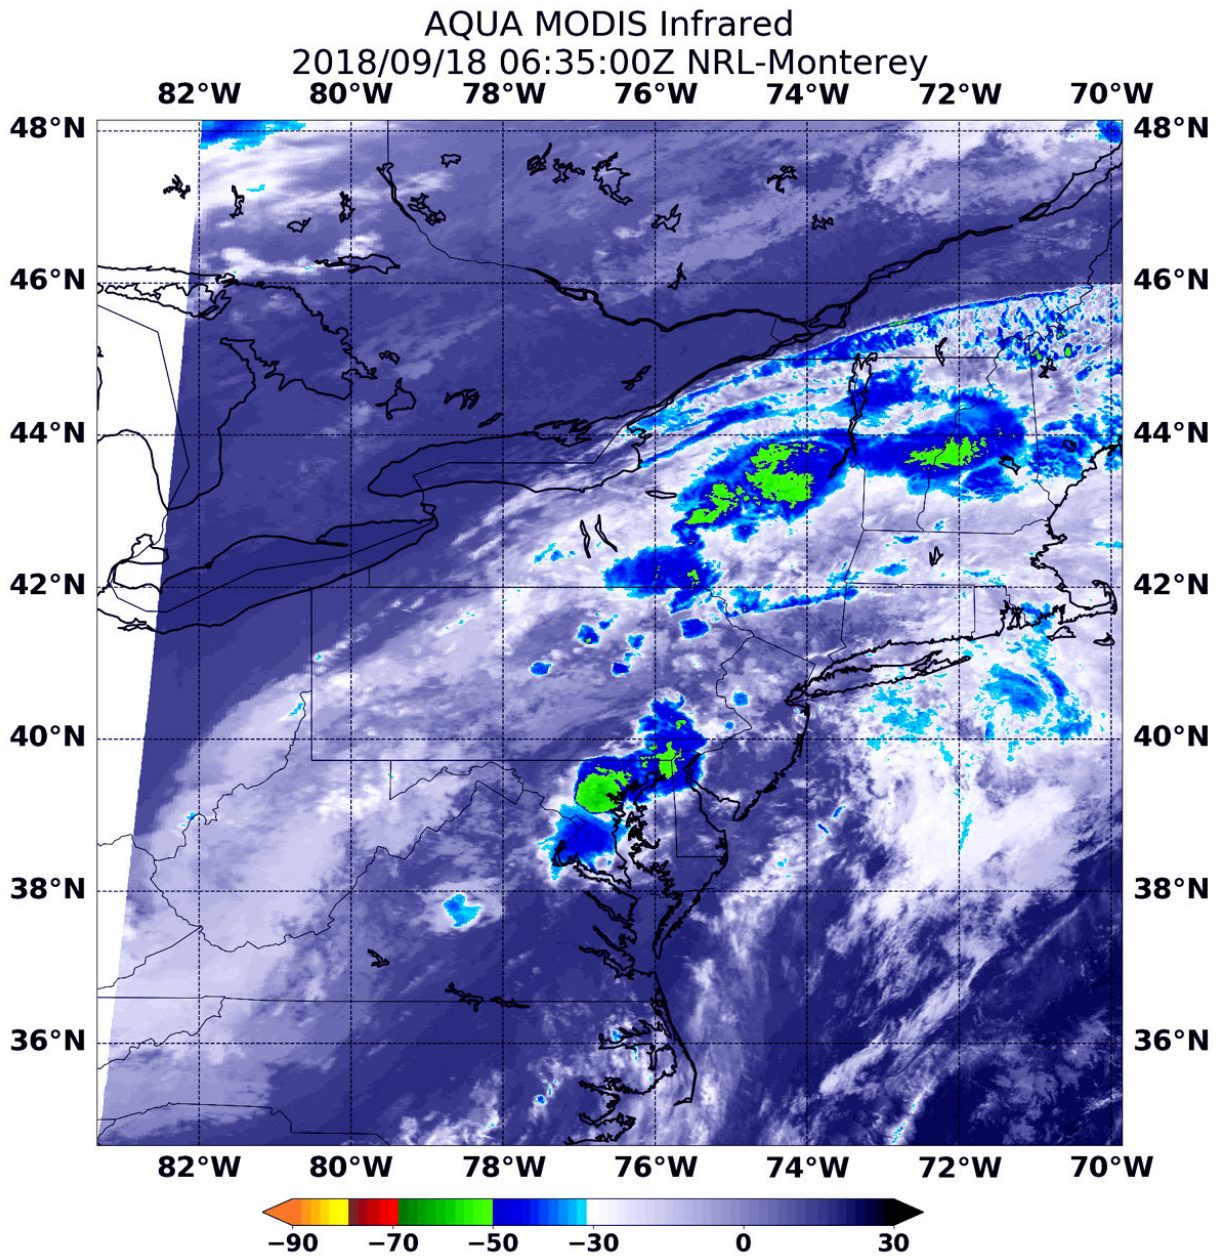 AQUA MODIS Infrared
2018/09/18 06:35:00Z NRL-Monterey
82°W 80°W 78°W 76°W 74°W 72°W 70°W
48°N 48°N
46°N 46°N
44°N 44°N
42°N 42°N
40°N 40°N
38°N 38°N
36°N 36°N
82°W 80°W 78°W 76°W 74°W 72°W 70°W
−90 −70 −50 −30 0 30